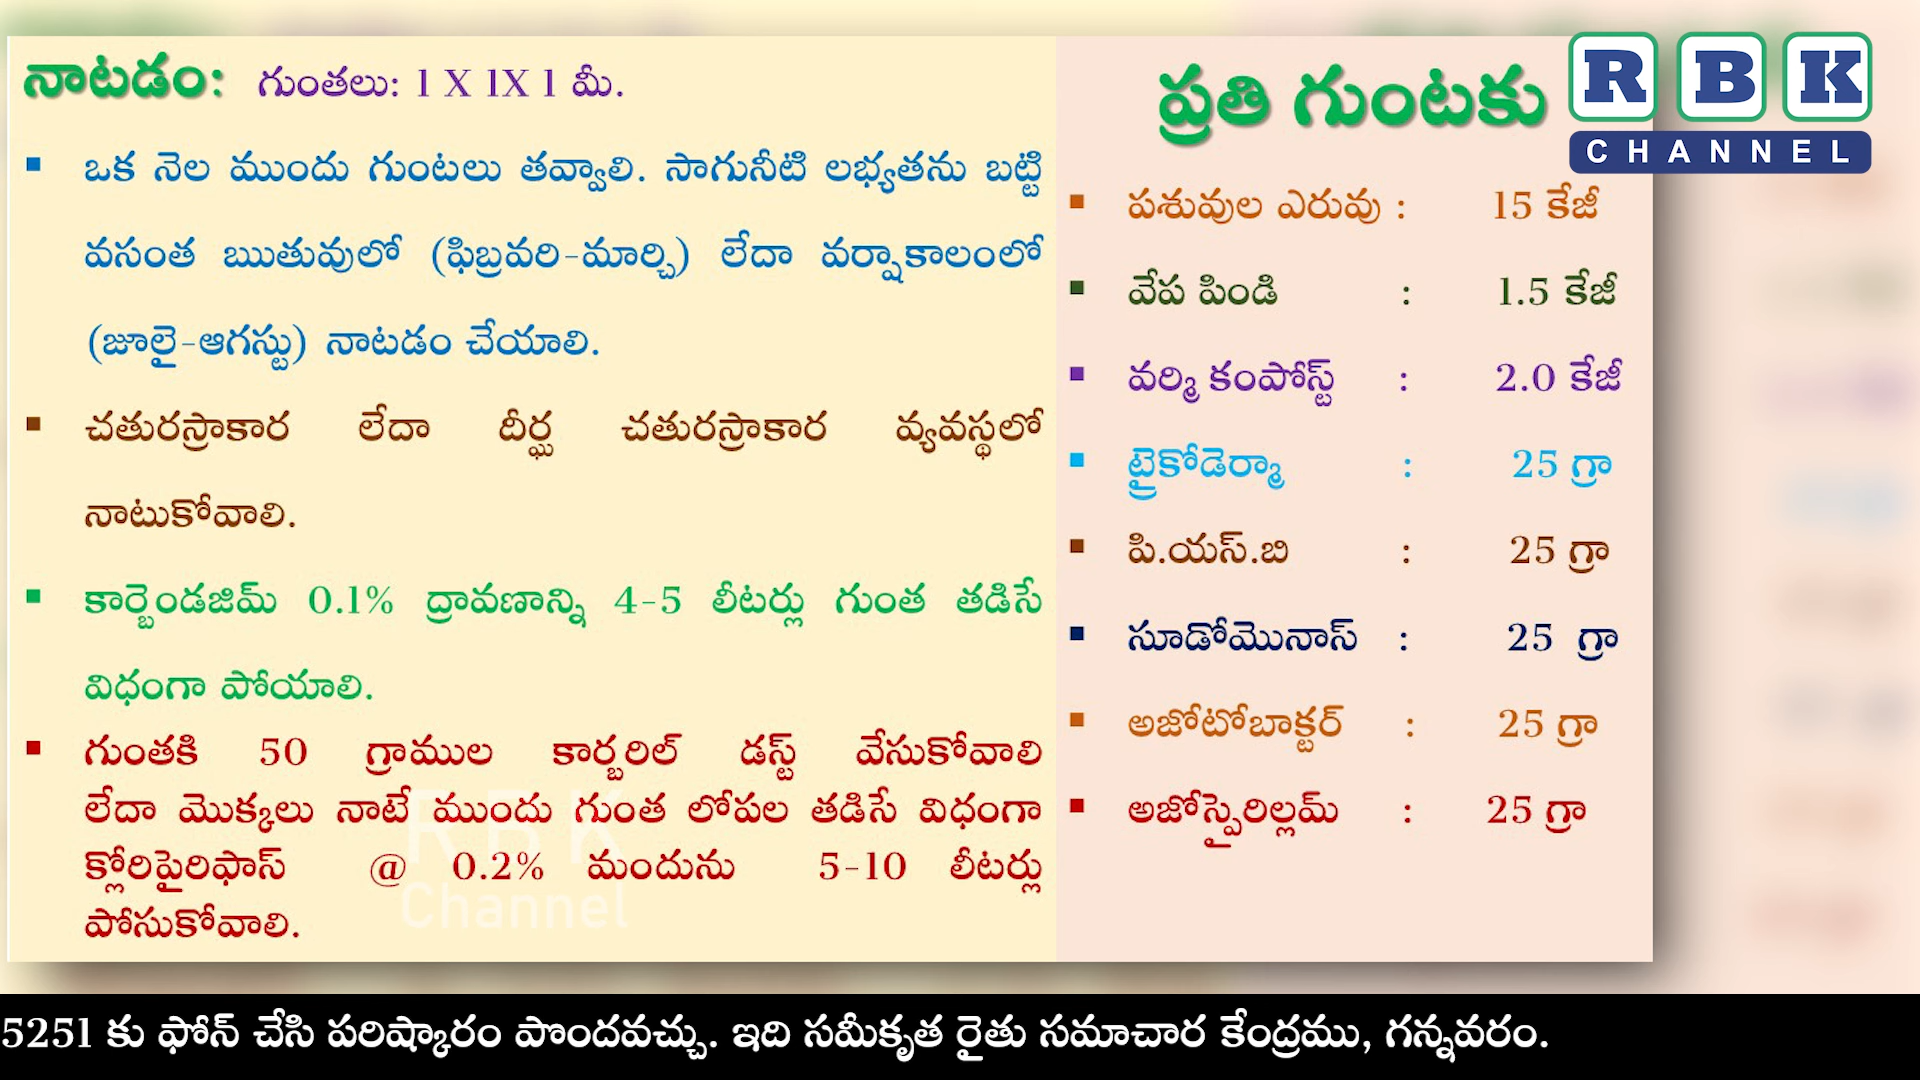 నాటడం: గుంతలు: 1 X 1X 1 మీ.
ఒక నెల ముందు గుంటలు తవ్వాలి. సాగునీటి లభ్యతను బట్టి
వసంత ఋతువులో (ఫిబ్రవరి-మార్చి) లేదా వర్షాకాలంలో
(జూలై-ఆగస్టు) నాటడం చేయాలి.
చతురస్రాకార లేదా దీర్ఘ చతురస్రాకార వ్యవస్థలో
నాటుకోవాలి.
కార్బెండజిమ్ 0.1% ద్రావణాన్ని 4-5 లీటర్లు గుంత తడిసే
విధంగా పోయాలి.
గుంతకి 50 గ్రాముల కార్బరిల్ డస్ట్ వేసుకోవాలి
లేదా మొక్కలు నాటే ముందు గుంత లోపల తడిసే విధంగా
క్లోరిపైరిఫాస్ @ 0.2% మందును 5-10 లీటర్లు
పోసుకోవాలి.
RBK
Channel
ప్రతి గుంటకు
పశువుల ఎరువు : 15 కేజీ
వేప పిండి : 1.5 కేజీ
వర్మి కంపోస్ట్ : 2.0 కేజీ
ట్రైకోడెర్మా : 25 గ్రా
పి.యస్.బి : 25 గ్రా
సూడోమొనాస్ : 25 గ్రా
అజోటోబాక్టర్ : 25 గ్రా
అజోస్పైరిల్లమ్ : 25 గ్రా
R B K
CHANNEL
5251 కు ఫోన్ చేసి పరిష్కారం పొందవచ్చు. ఇది సమీకృత రైతు సమాచార కేంద్రము, గన్నవరం.